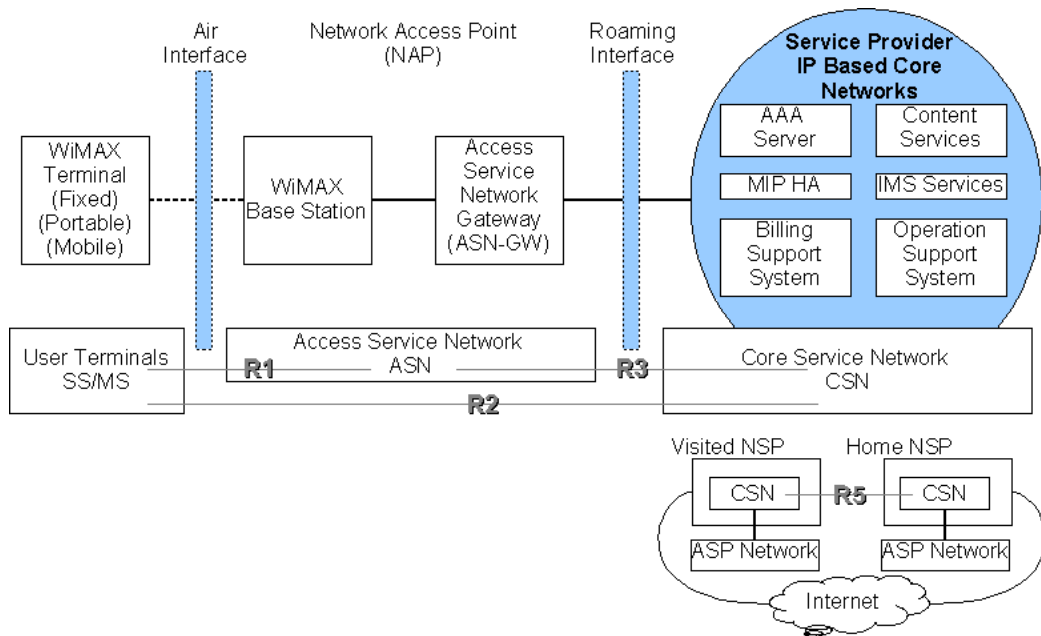 Air
Interface
Network Access Point
(NAP)
Roaming
Interface
Service Provider
IP Based Core
Networks
AAA
Server
Content
Services
MIP HA
IMS Services
Billing
Support
System
Operation
Support
System
WiMAX
Terminal
(Fixed)
(Portable)
(Mobile)
WiMAX
Base Station
Access
Service
Network
Gateway
(ASN-GW)
User Terminals
SS/MS
R1
Access Service Network
ASN
R3
Core Service Network
CSN
R2
Visited NSP
Home NSP
CSN
R5
CSN
ASP Network
ASP Network
Internet